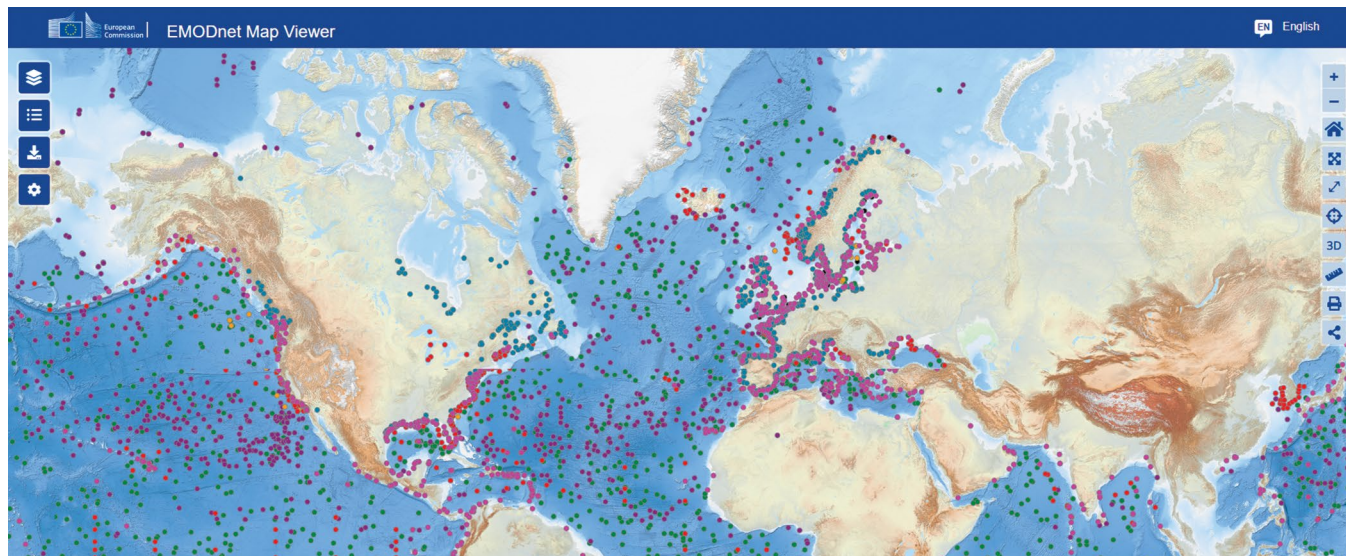 European
Commission
EMODnet Map Viewer
EN
English
+
−
3D